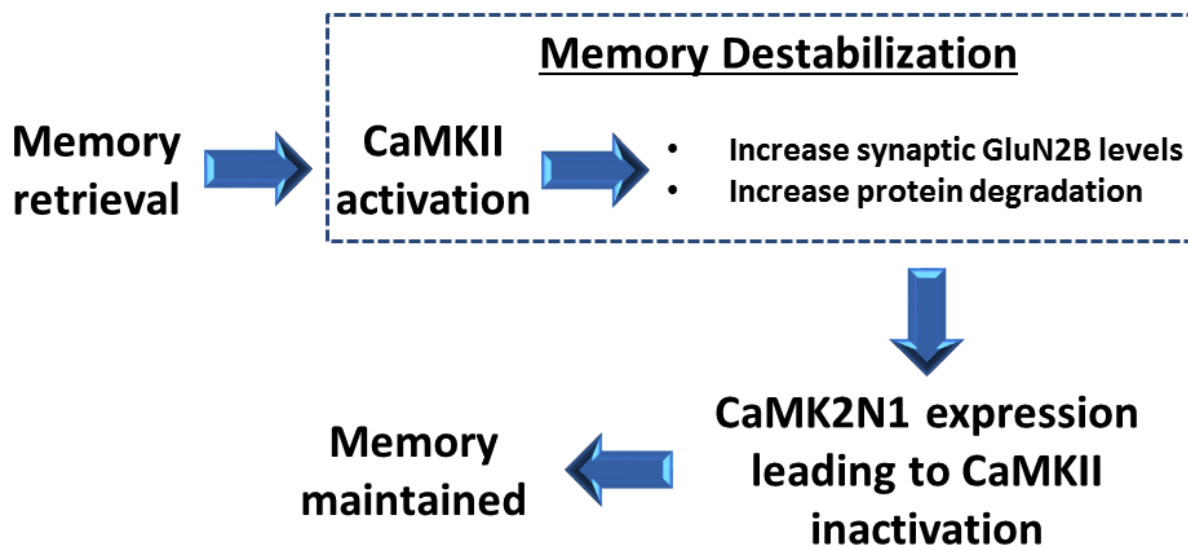 Memory Destabilization
Memory
retrieval
CaMKII
activation
• Increase synaptic GluN2B levels
• Increase protein degradation
CaMK2N1 expression
leading to CaMKII
inactivation
Memory
maintained